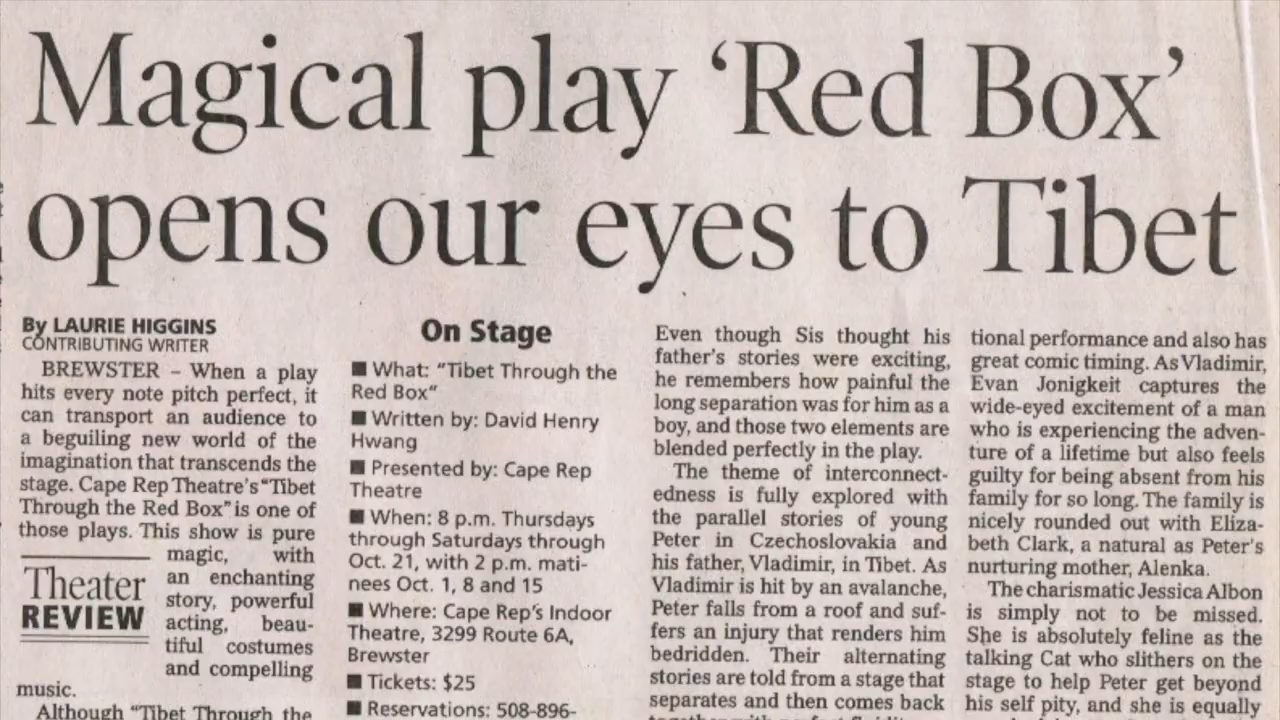 Magical play ‘Red Box’
opens our eyes to Tibet
By LAURIE HIGGINS
CONTRIBUTING WRITER
BREWSTER – When a play
hits every note pitch perfect, it
can transport an audience to
a beguiling new world of the
imagination that transcends the
stage. Cape Rep Theatre's “Tibet
Through the Red Box” is one of
those plays. This show is pure
magic, with
an enchanting
story, powerful
acting, beau-
tiful costumes
and compelling
music.
Although “Tibet Through the
Theater
REVIEW
On Stage
■ What: “Tibet Through the
Red Box“
■ Written by: David Henry
Hwang
■ Presented by: Cape Rep
Theatre
■ When: 8 p.m. Thursdays
through Saturdays through
Oct. 21, with 2 p.m. mati-
nees Oct. 1, 8 and 15
■ Where: Cape Rep's Indoor
Theatre, 3299 Route 6A,
Brewster
■ Tickets: $25
■ Reservations: 508-896-
Even though Sis thought his
father's stories were exciting,
he remembers how painful the
long separation was for him as a
boy, and those two elements are
blended perfectly in the play.
The theme of interconnect-
edness is fully explored with
the parallel stories of young
Peter in Czechoslovakia and
his father, Vladimir, in Tibet. As
Vladimir is hit by an avalanche,
Peter falls from a roof and suf-
fers an injury that renders him
bedridden. Their alternating
stories are told from a stage that
separates and then comes back
together with perfect fluidity
tional performance and also has
great comic timing. As Vladimir,
Evan Jonigkeit captures the
wide-eyed excitement of a man
who is experiencing the adven-
ture of a lifetime but also feels
guilty for being absent from his
family for so long. The family is
nicely rounded out with Eliza-
beth Clark, a natural as Peter's
nurturing mother, Alenka.
The charismatic Jessica Albon
is simply not to be missed.
She is absolutely feline as the
talking Cat who slithers on the
stage to help Peter get beyond
his self pity, and she is equally